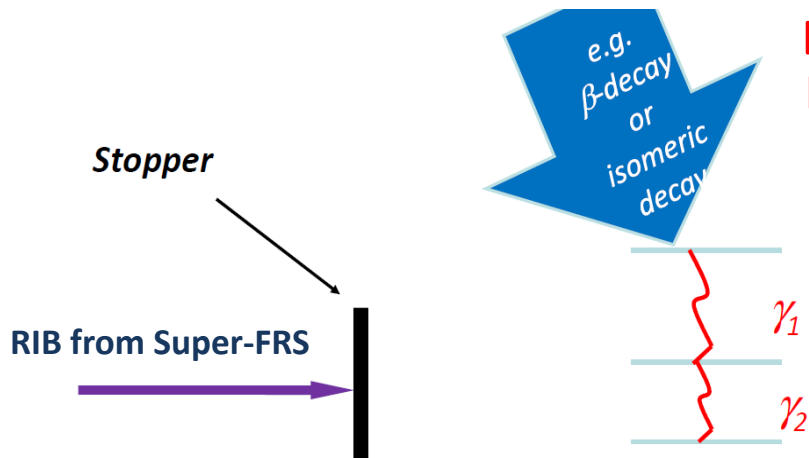 e.g.
β-decay
or
isomeric
decay
Stopper
RIB from Super-FRS
γ1
γ2